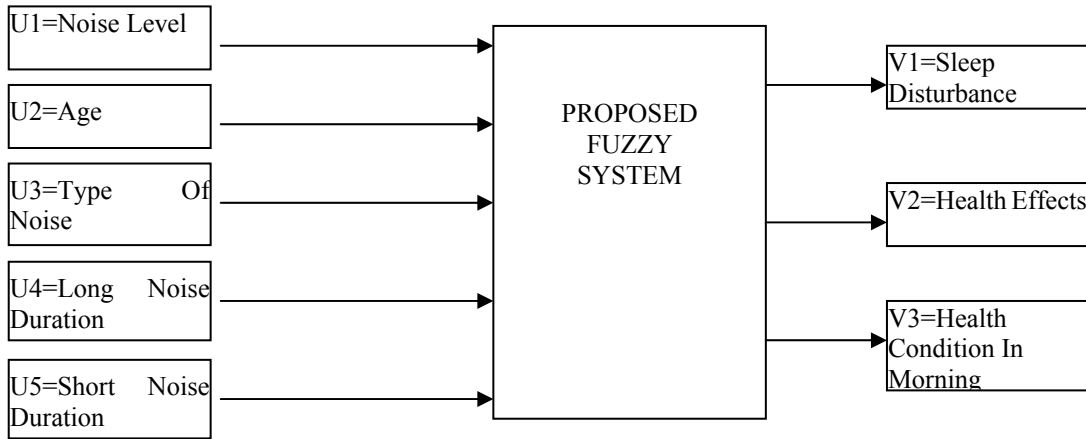 U1=Noise Level
U2=Age
U3=Type Of
Noise
U4=Long Noise
Duration
U5=Short Noise
Duration
PROPOSED
FUZZY
SYSTEM
V1=Sleep
Disturbance
V2=Health Effects
V3=Health
Condition In
Morning